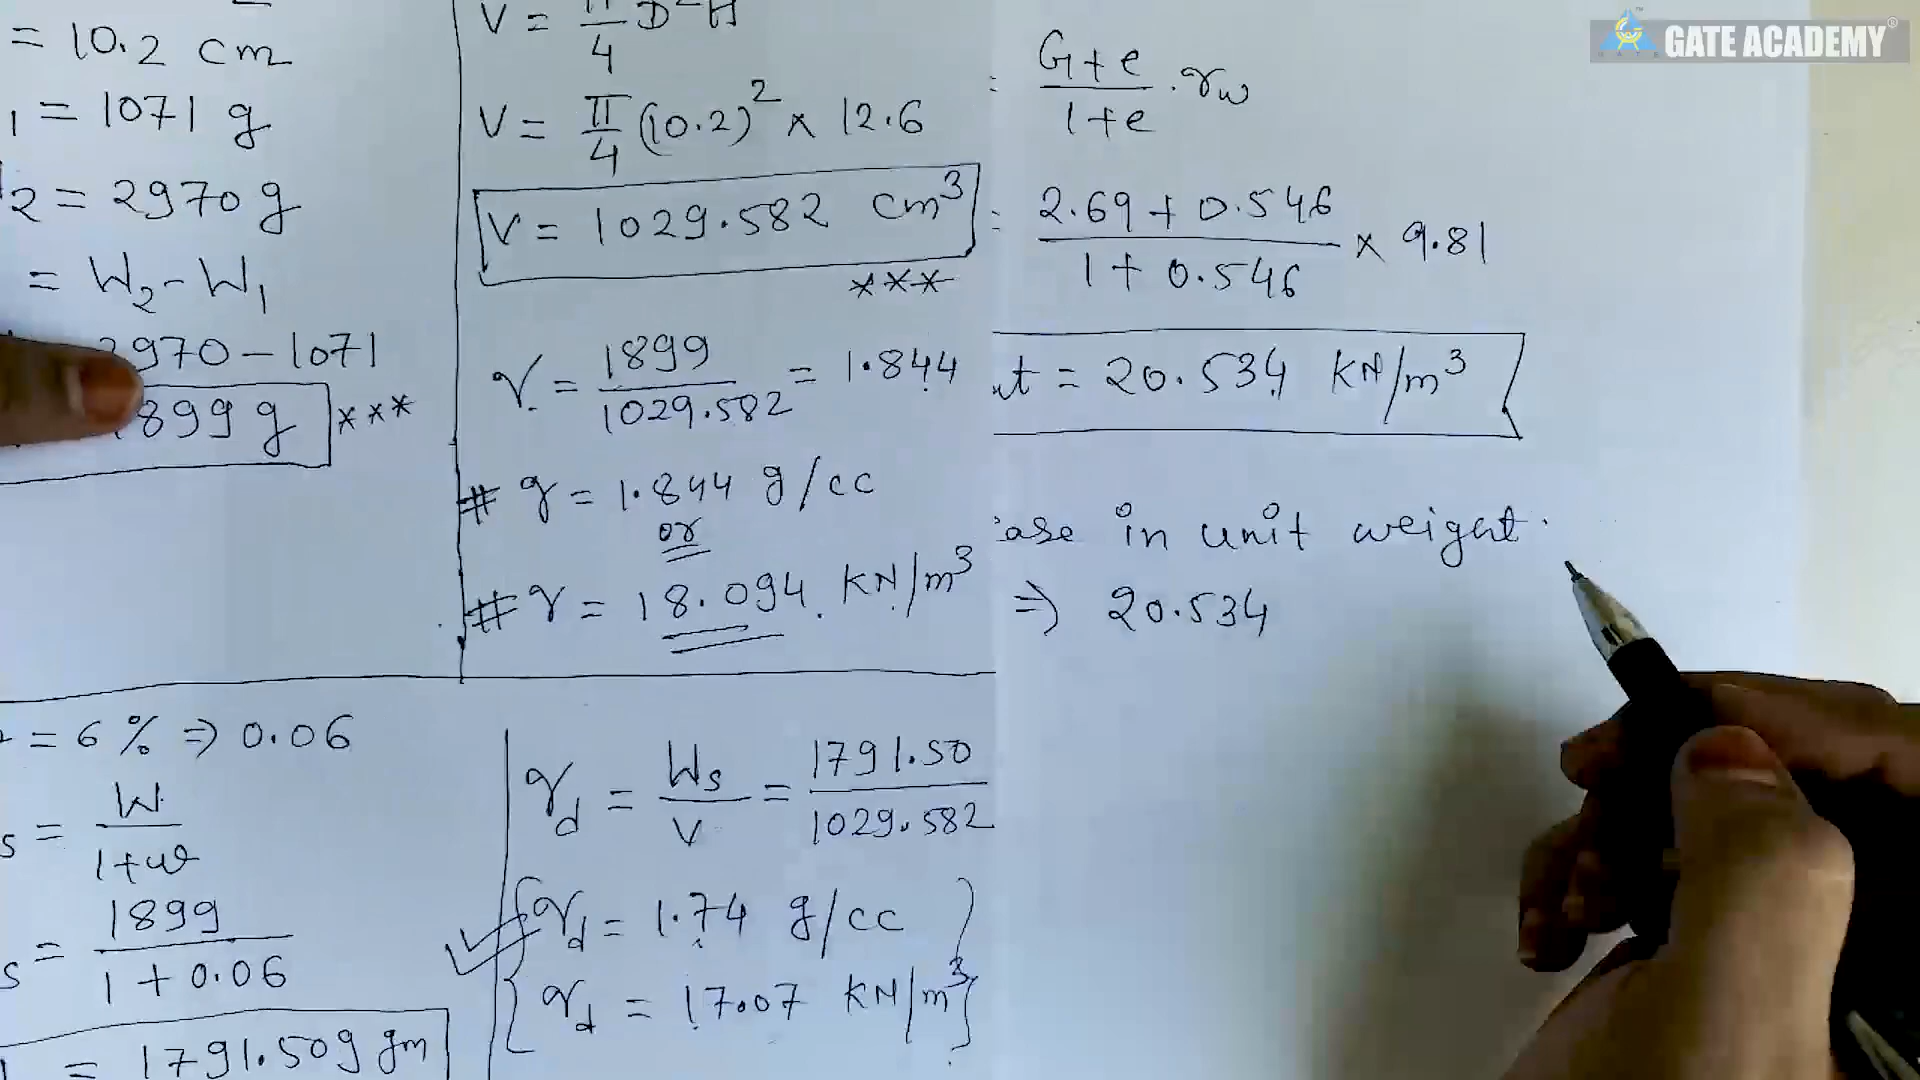 = 10.2 cm
1 = 1071 g
2 = 2970 g
= W2 - W1
2970 - 1071
1899 g ***
V = π/4 D² H
V = π/4 (10.2)² × 12.6
V = 1029.582 cm³
***
γ = 1899/1029.582 = 1.844
# γ = 1.844 g/cc
or
# γ = 18.094 KN/m³
= 6 % ⇒ 0.06
s = W/1+w
s = 1899/1 + 0.06
= 1791.509 gm
γd = Ws/V = 1791.50/1029.582
γd = 1.74 g/cc
γd = 17.07 KN/m³
GATE ACADEMY
= G+e/1+e . γw
= 2.69 + 0.546/1 + 0.546 × 9.81
= 20.534 KN/m³
in unit weight
⇒ 20.534